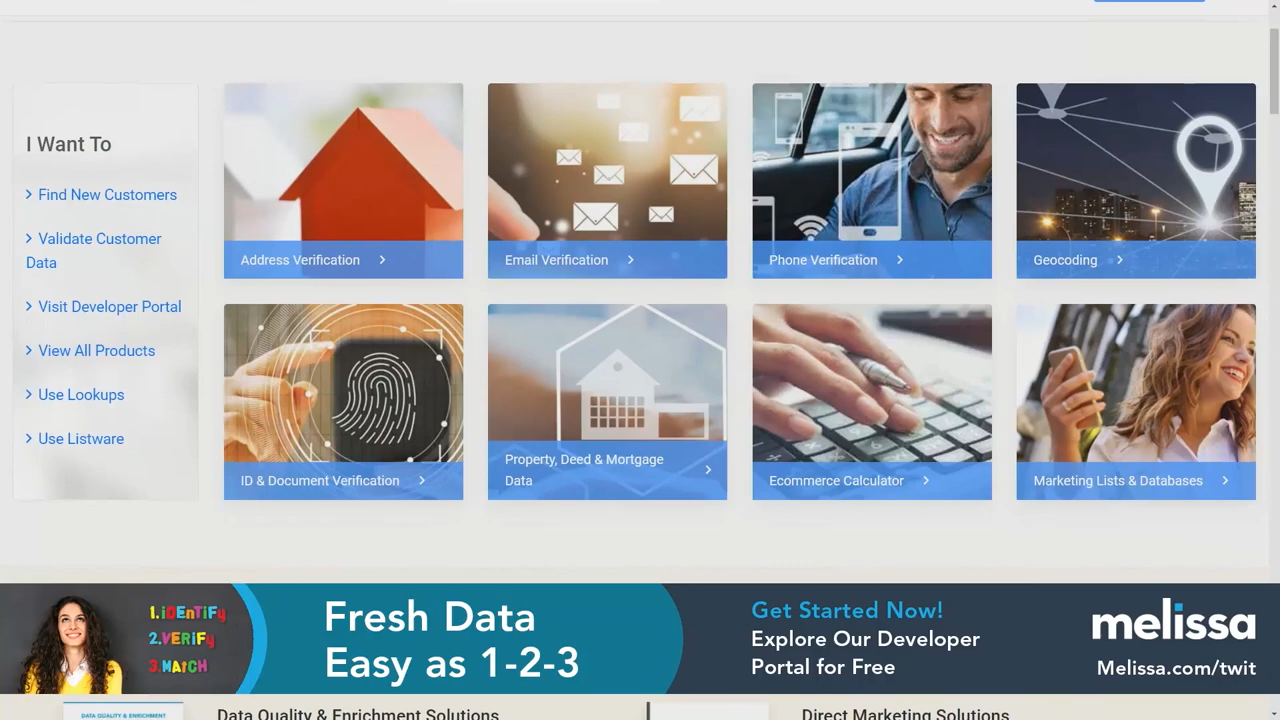 I Want To
Find New Customers
Validate Customer
Data
Visit Developer Portal
View All Products
Use Lookups
Use Listware
Address Verification
Email Verification
Phone Verification
Geocoding
ID & Document Verification
Property, Deed & Mortgage
Data
Ecommerce Calculator
Marketing Lists & Databases
1.iDEnTiFy
2.VERiFy
3.MAtCH
Fresh Data
Easy as 1-2-3
Get Started Now!
Explore Our Developer
Portal for Free
melissa
Melissa.com/twit
DATA QUALITY & ENRICHMENT
Data Quality & Enrichment Solutions
Direct Marketing Solutions